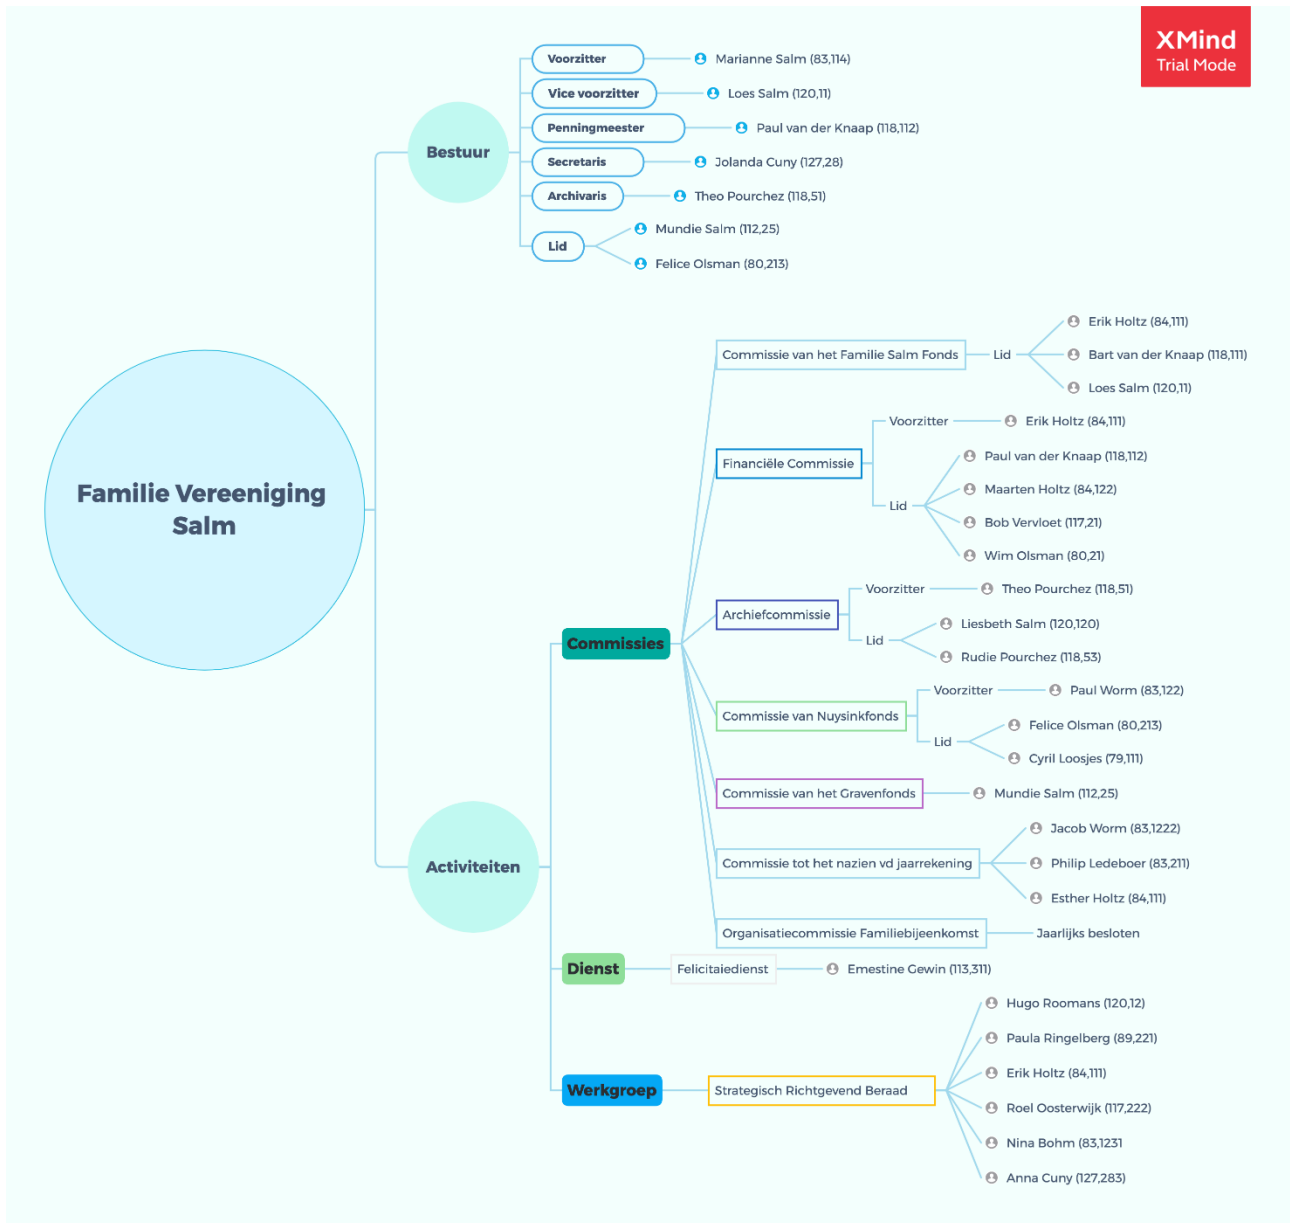 XMind
Trial Mode
Familie Vereeniging
Salm
Bestuur
Voorzitter
Marianne Salm (83,114)
Vice voorzitter
Loes Salm (120,11)
Penningmeester
Paul van der Knaap (118,112)
Secretaris
Jolanda Cuny (127,28)
Archivaris
Theo Pourchez (118,51)
Lid
Mundie Salm (112,25)
Felice Olsman (80,213)
Activiteiten
Commissies
Commissie van het Familie Salm Fonds
Lid
Erik Holtz (84,111)
Bart van der Knaap (118,111)
Loes Salm (120,11)
Financiële Commissie
Voorzitter
Erik Holtz (84,111)
Lid
Paul van der Knaap (118,112)
Maarten Holtz (84,122)
Bob Vervloet (117,21)
Wim Olsman (80,21)
Archiefcommissie
Voorzitter
Theo Pourchez (118,51)
Lid
Liesbeth Salm (120,120)
Rudie Pourchez (118,53)
Commissie van Nuysinkfonds
Voorzitter
Paul Worm (83,122)
Lid
Felice Olsman (80,213)
Cyril Loosjes (79,111)
Commissie van het Gravenfonds
Mundie Salm (112,25)
Commissie tot het nazien vd jaarrekening
Jacob Worm (83,1222)
Philip Ledeboer (83,211)
Esther Holtz (84,111)
Organisatiecommissie Familiebijeenkomst
Jaarlijks besloten
Dienst
Felicitaiedienst
Emestine Gewin (113,311)
Werkgroep
Strategisch Richtgevend Beraad
Hugo Roomans (120,12)
Paula Ringelberg (89,221)
Erik Holtz (84,111)
Roel Oosterwijk (117,222)
Nina Bohm (83,1231
Anna Cuny (127,283)